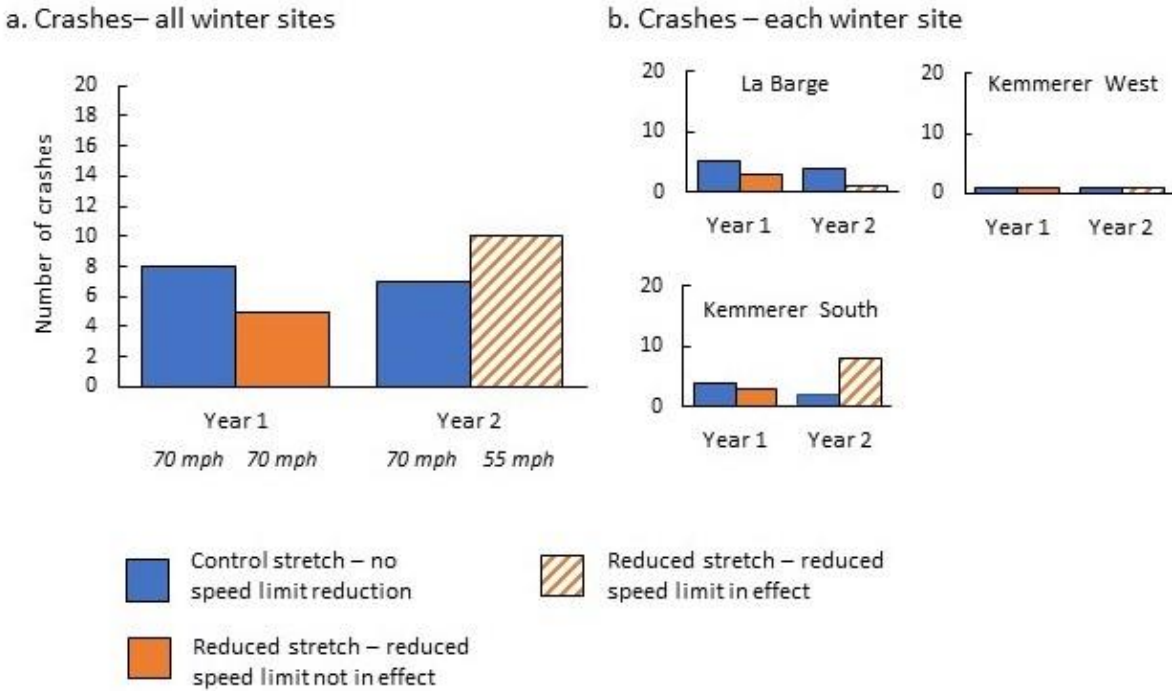 a. Crashes– all winter sites
Number of crashes
20
18
16
14
12
10
8
6
4
2
0
Year 1
Year 2
70 mph 70 mph
70 mph 55 mph
b. Crashes – each winter site
La Barge
20
10
0
Year 1 Year 2
Kemmerer West
20
10
0
Year 1 Year 2
Kemmerer South
20
10
0
Year 1 Year 2
Control stretch – no
speed limit reduction
Reduced stretch – reduced
speed limit in effect
Reduced stretch – reduced
speed limit not in effect